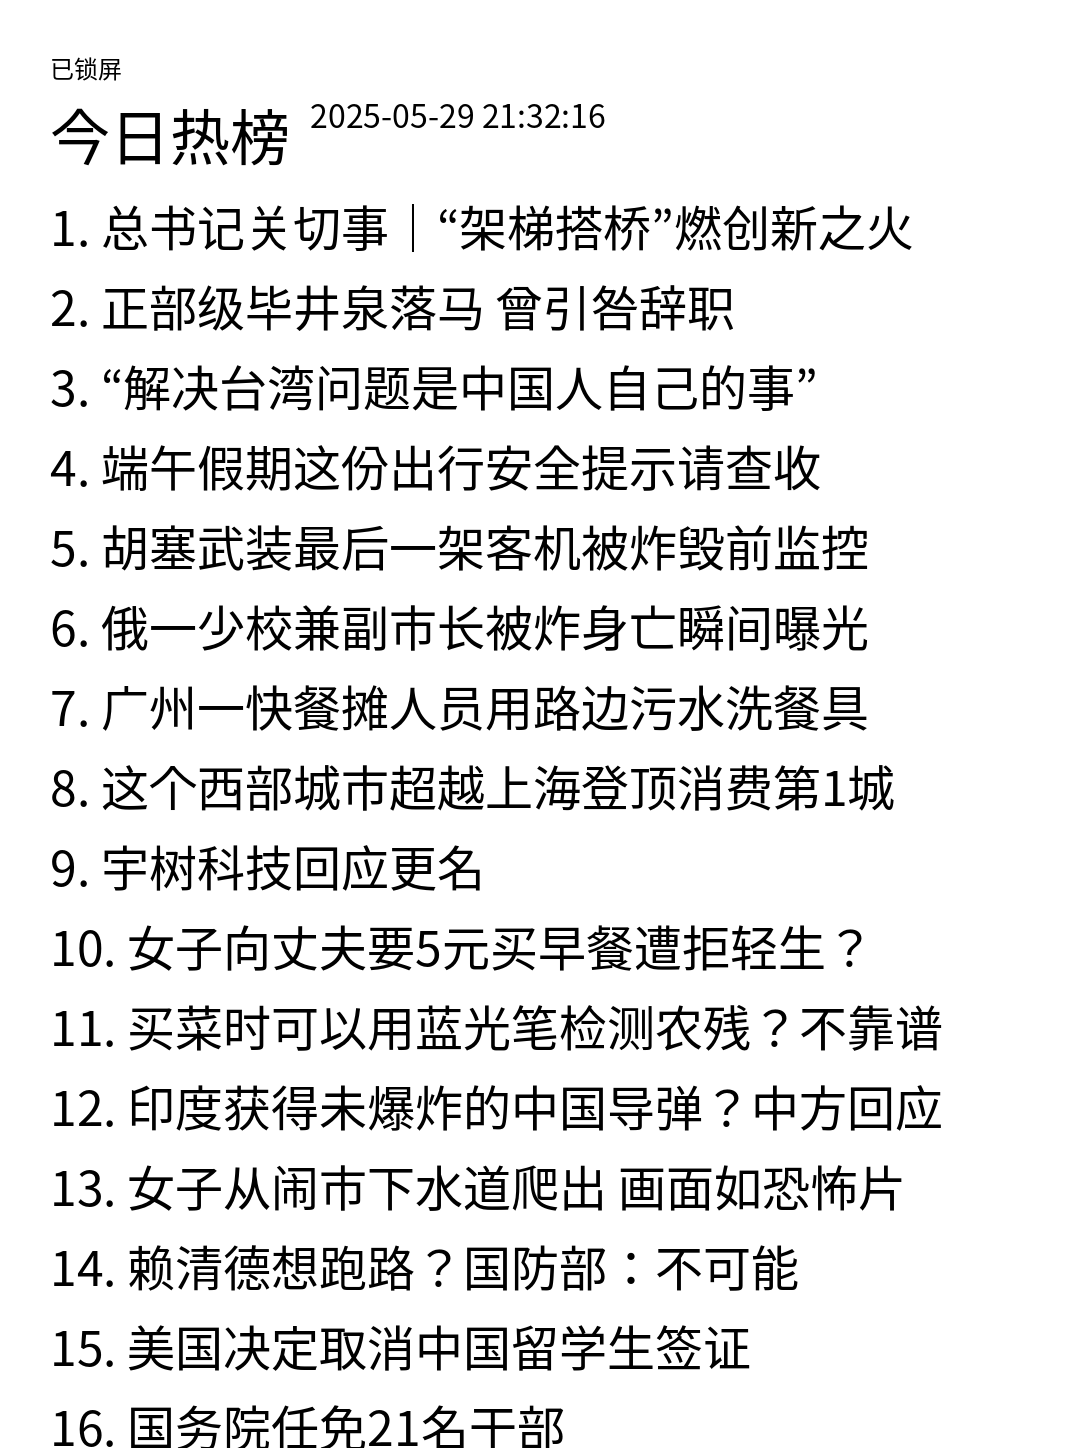 已锁屏
今日热榜 2025-05-29 21:32:16
1. 总书记关切事｜“架梯搭桥”燃创新之火
2. 正部级毕井泉落马 曾引咎辞职
3. “解决台湾问题是中国人自己的事”
4. 端午假期这份出行安全提示请查收
5. 胡塞武装最后一架客机被炸毁前监控
6. 俄一少校兼副市长被炸身亡瞬间曝光
7. 广州一快餐摊人员用路边污水洗餐具
8. 这个西部城市超越上海登顶消费第1城
9. 宇树科技回应更名
10. 女子向丈夫要5元买早餐遭拒轻生？
11. 买菜时可以用蓝光笔检测农残？不靠谱
12. 印度获得未爆炸的中国导弹？中方回应
13. 女子从闹市下水道爬出 画面如恐怖片
14. 赖清德想跑路？国防部：不可能
15. 美国决定取消中国留学生签证
16. 国务院任免21名干部